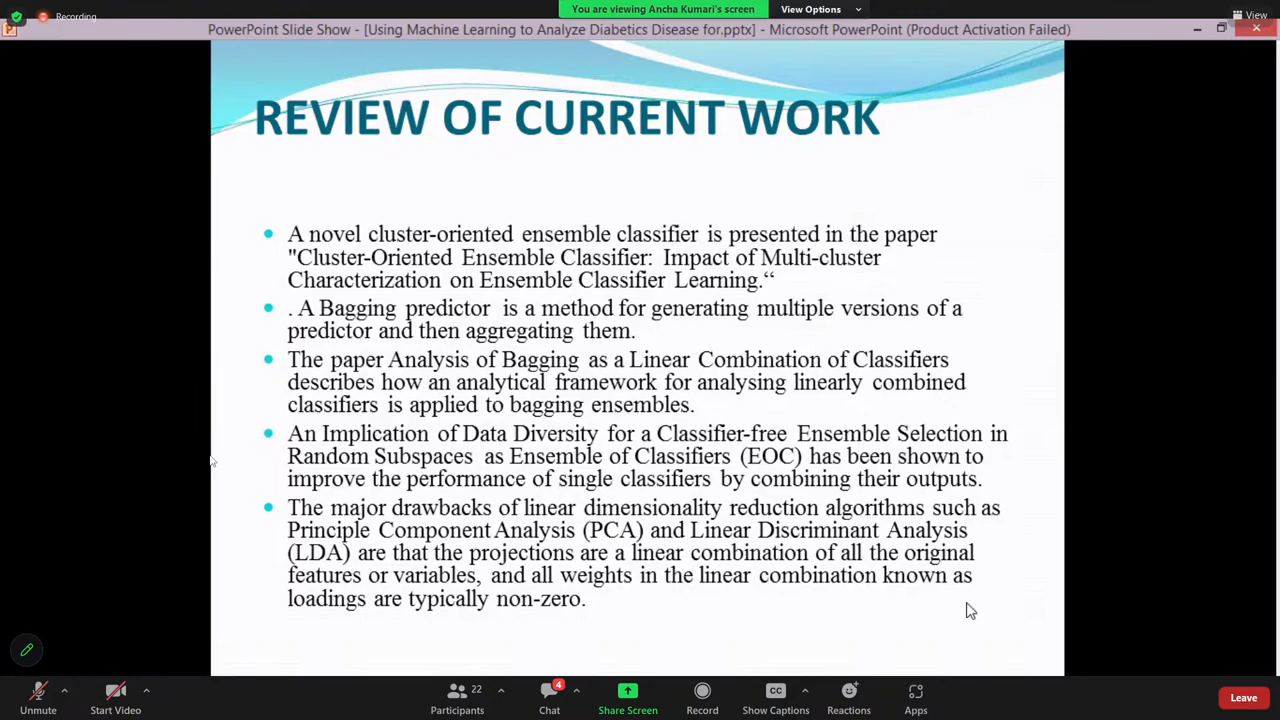 Recording
You are viewing Ancha Kumari's screen
View Options
View
PowerPoint Slide Show - [Using Machine Learning to Analyze Diabetics Disease for.pptx] - Microsoft PowerPoint (Product Activation Failed)
REVIEW OF CURRENT WORK
A novel cluster-oriented ensemble classifier is presented in the paper
"Cluster-Oriented Ensemble Classifier: Impact of Multi-cluster
Characterization on Ensemble Classifier Learning.“
. A Bagging predictor is a method for generating multiple versions of a
predictor and then aggregating them.
The paper Analysis of Bagging as a Linear Combination of Classifiers
describes how an analytical framework for analysing linearly combined
classifiers is applied to bagging ensembles.
An Implication of Data Diversity for a Classifier-free Ensemble Selection in
Random Subspaces as Ensemble of Classifiers (EOC) has been shown to
improve the performance of single classifiers by combining their outputs.
The major drawbacks of linear dimensionality reduction algorithms such as
Principle Component Analysis (PCA) and Linear Discriminant Analysis
(LDA) are that the projections are a linear combination of all the original
features or variables, and all weights in the linear combination known as
loadings are typically non-zero.
Unmute
Start Video
22
Participants
4
Chat
Share Screen
Record
CC
Show Captions
Reactions
Apps
Leave